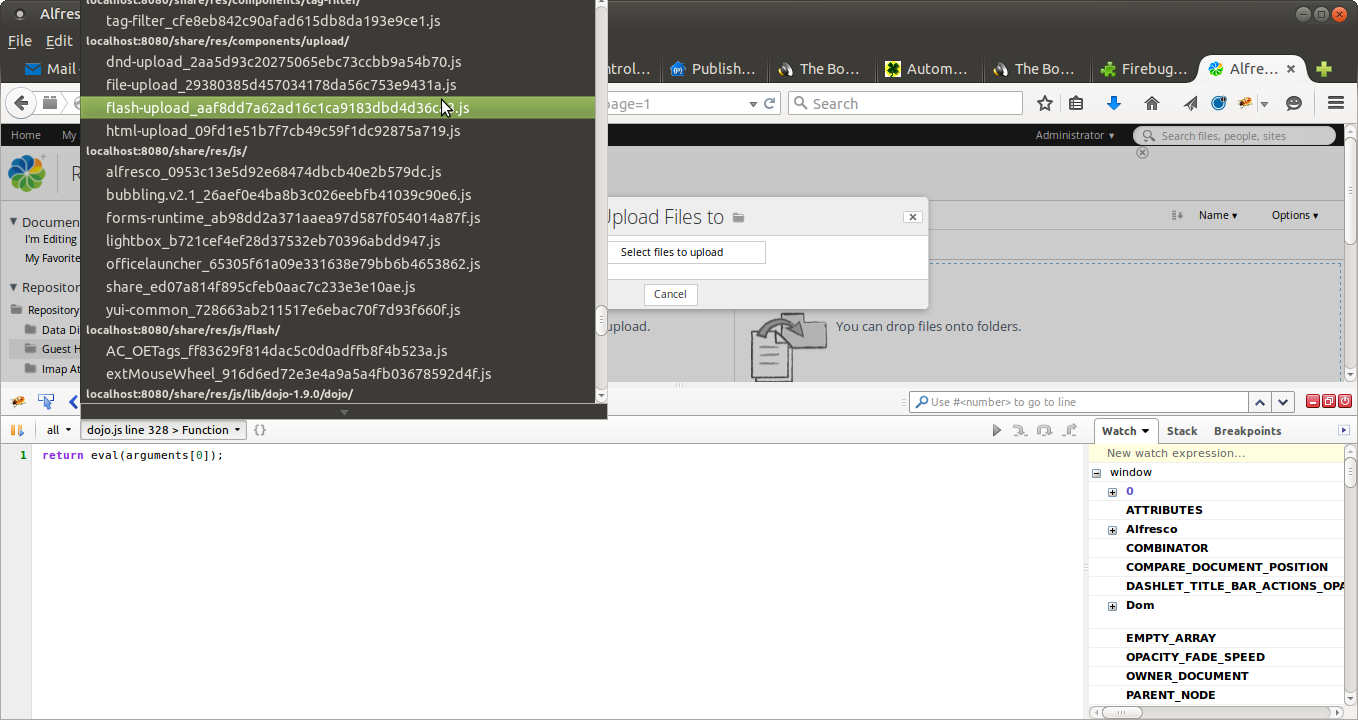 Alfres
localhost:8080/share/res/components/tag-filter/
tag-filter_cfe8eb842c90afad615db8da193e9ce1.js
File Edit
localhost:8080/share/res/components/upload/
Mail
dnd-upload_2aa5d93c20275065ebc73ccbb9a54b70.js
ntrol...
Publish...
The Bo...
Autom...
The Bo...
Firebug...
Alfre...
file-upload_29380385d457034178da56c753e9431a.js
flash-upload_aaf8dd7a62ad16c1ca9183dbd4d36c
.js
page=1
Search
html-upload_09fd1e51b7f7cb49c59f1dc92875a719.js
Home My
Administrator
Search files, people, sites
localhost:8080/share/res/js/
alfresco_0953c13e5d92e68474dbcb40e2b579dc.js
R
bubbling.v2.1_26aef0e4ba8b3c026eebfb41039c90e6.js
forms-runtime_ab98dd2a371aaea97d587f054014a87f.js
Documen
Upload Files to
Name
Options
I'm Editing
lightbox_b721cef4ef28d37532eb70396abdd947.js
My Favorite
Select files to upload
officelauncher_65305f61a09e331638e79bb6b4653862.js
Repositor
share_ed07a814f895cfeb0aac7c233e3e10ae.js
Cancel
Repository
yui-common_728663ab211517e6ebac70f7d93f660f.js
Data Di
localhost:8080/share/res/js/flash/
upload.
You can drop files onto folders.
Guest H
AC_OETags_ff83629f814dac5c0d0adffb8f4b523a.js
Imap At
extMouseWheel_916d6ed72e3e4a9a5a4fb03678592d4f.js
localhost:8080/share/res/js/lib/dojo-1.9.0/dojo/
Use #<number> to go to line
all
dojo.js line 328 > Function
{}
Watch
Stack
Breakpoints
1 return eval(arguments[0]);
New watch expression...
window
0
ATTRIBUTES
Alfresco
COMBINATOR
COMPARE_DOCUMENT_POSITION
DASHLET_TITLE_BAR_ACTIONS_OPA
Dom
EMPTY_ARRAY
OPACITY_FADE_SPEED
OWNER_DOCUMENT
PARENT_NODE